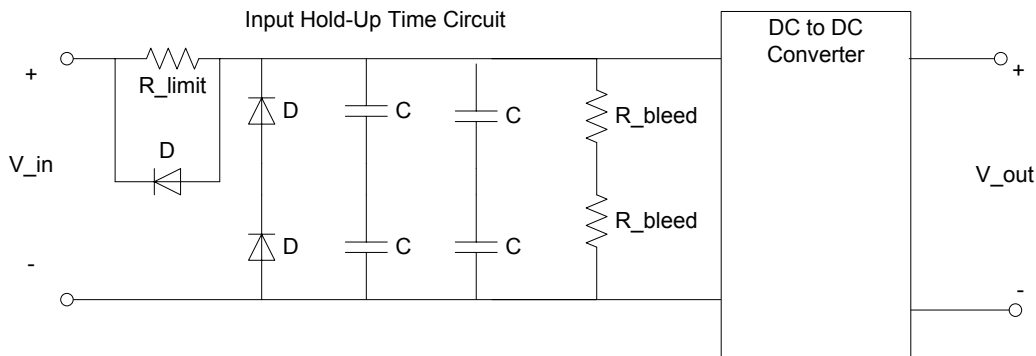 Input Hold-Up Time Circuit
DC to DC
Converter
+
R_limit
D
V_in
-
D
D
C
C
C
C
R_bleed
R_bleed
+
V_out
-